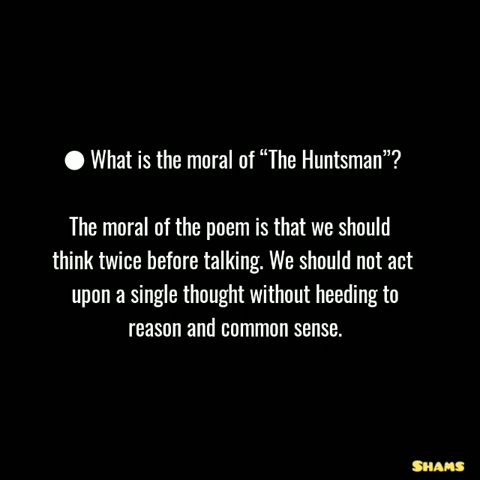 ● What is the moral of “The Huntsman”?
The moral of the poem is that we should
think twice before talking. We should not act
upon a single thought without heeding to
reason and common sense.
SHAMS